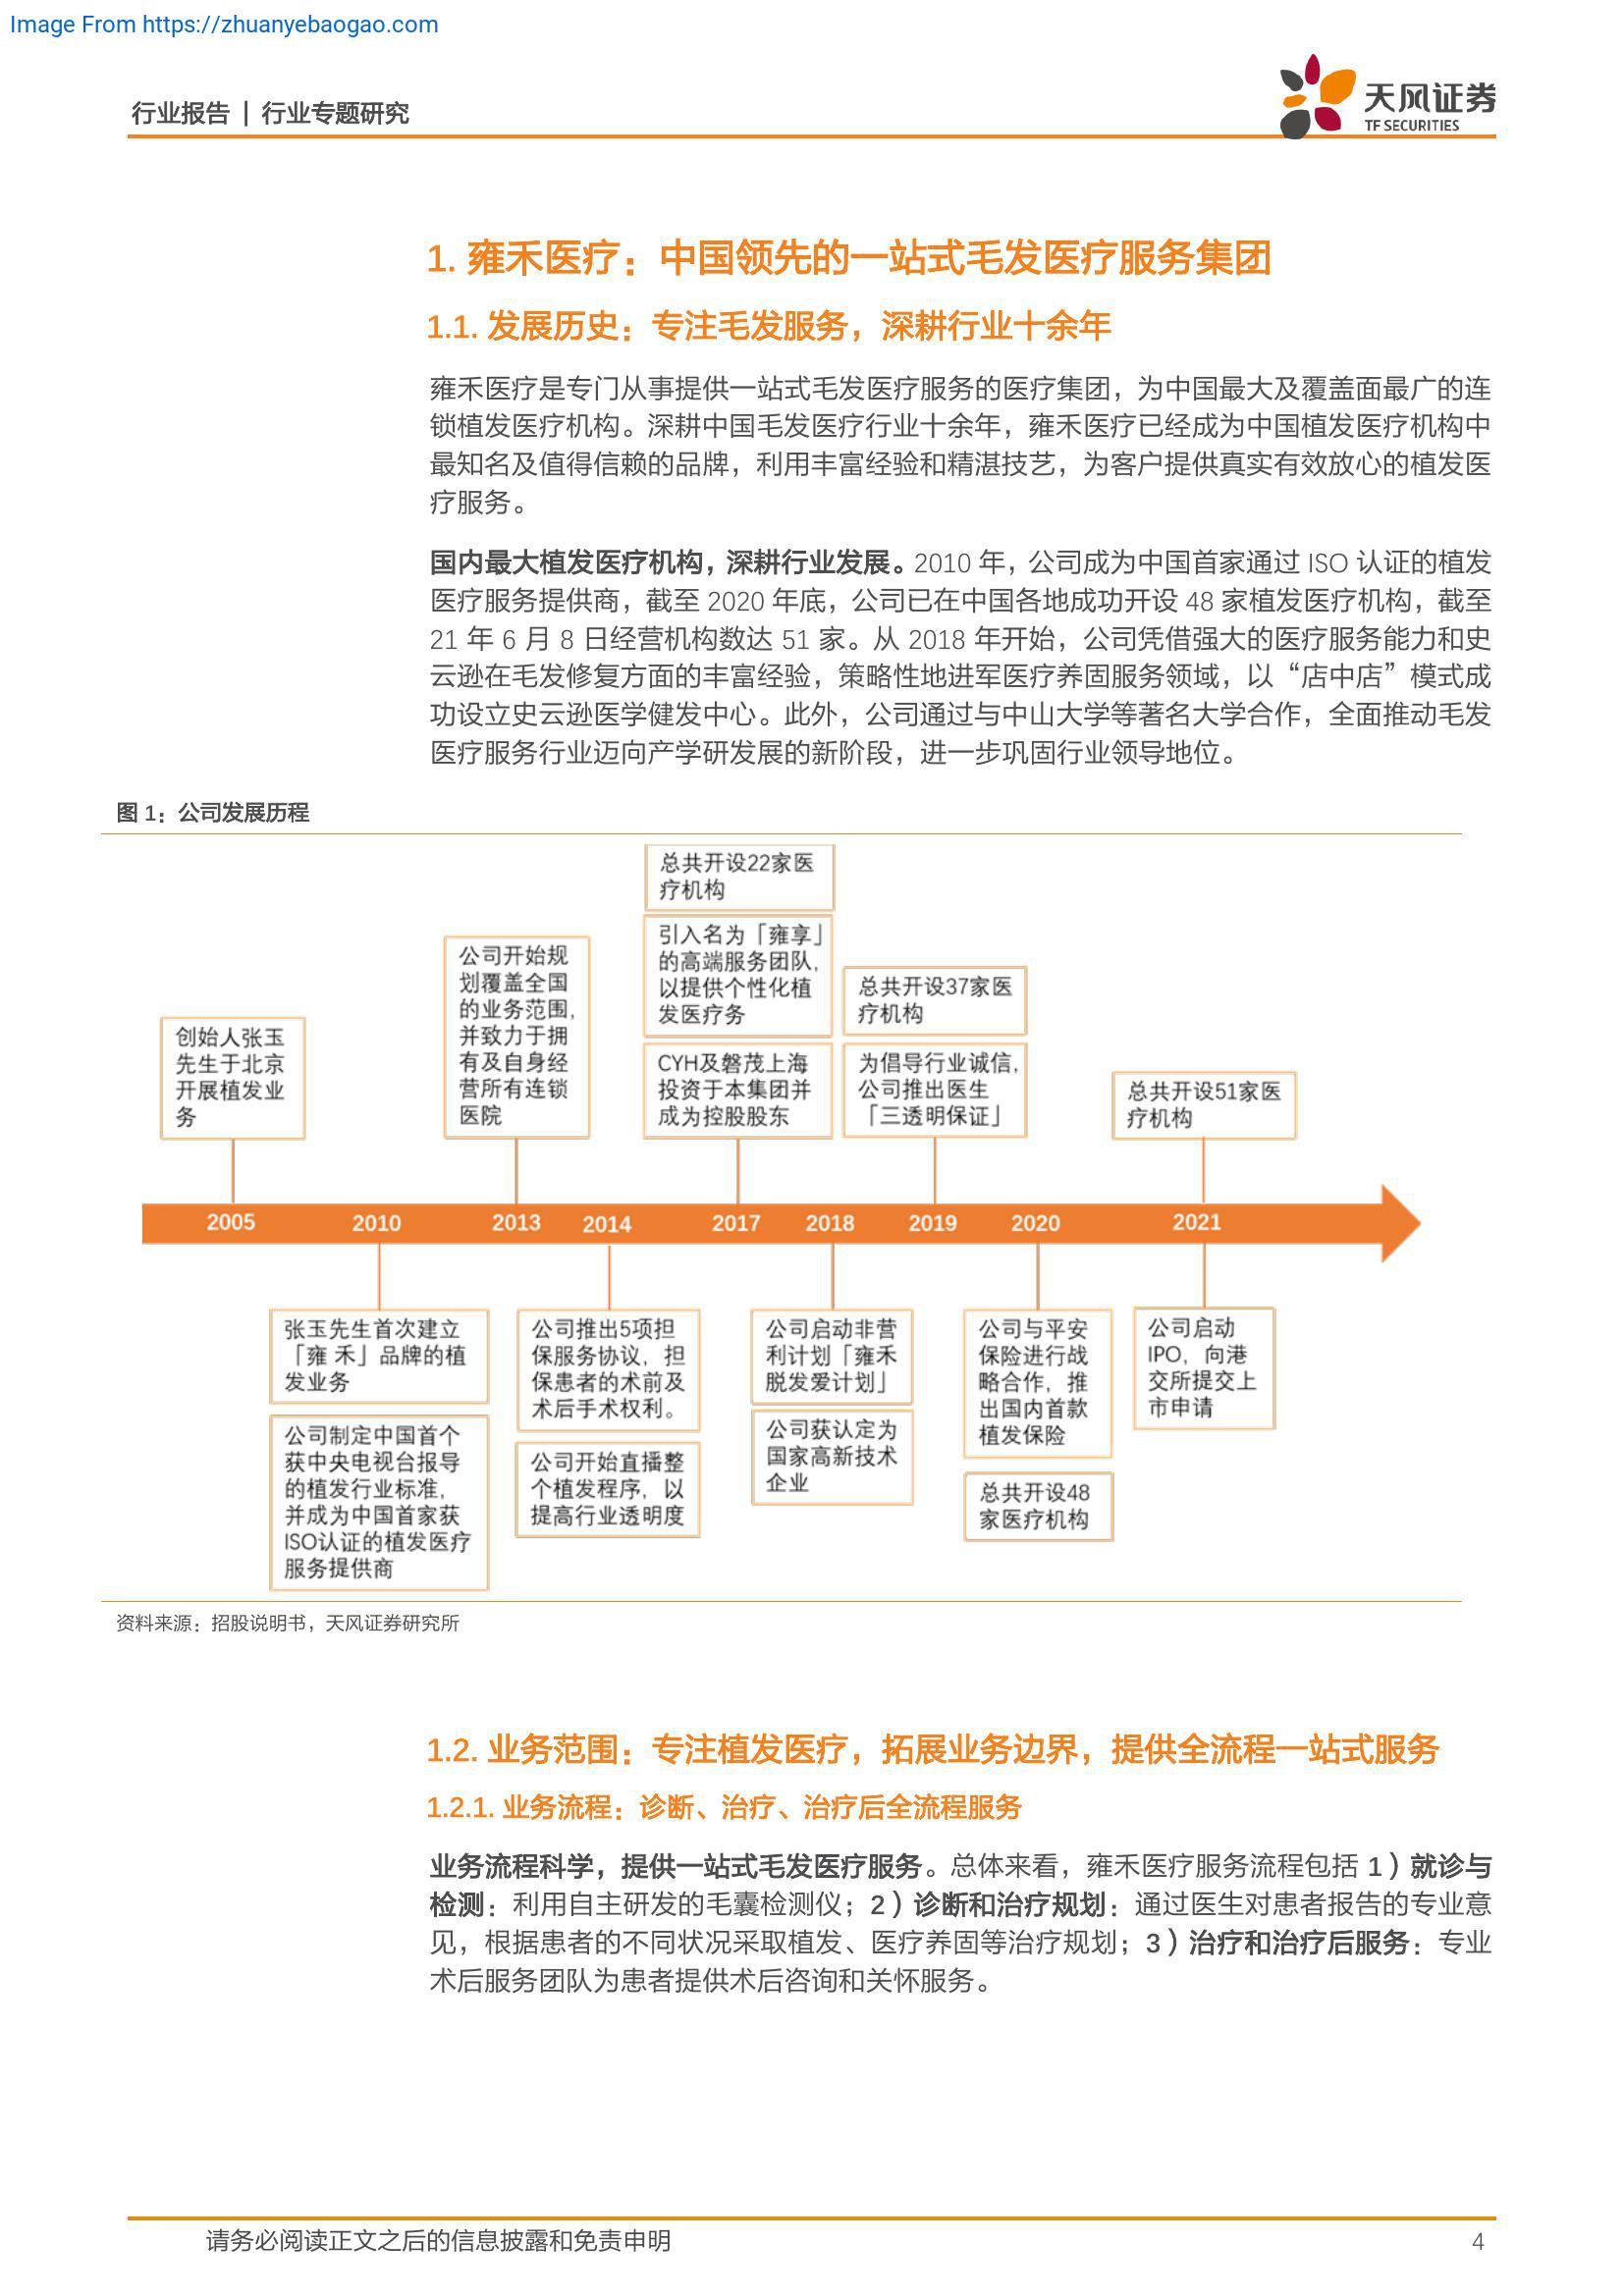 Image From https://zhuanyebaogao.com
行业报告 | 行业专题研究
天风证券
TF SECURITIES
1. 雍禾医疗：中国领先的一站式毛发医疗服务集团
1.1. 发展历史：专注毛发服务，深耕行业十余年
雍禾医疗是专门从事提供一站式毛发医疗服务的医疗集团，为中国最大及覆盖面最广的连
锁植发医疗机构。深耕中国毛发医疗行业十余年，雍禾医疗已经成为中国植发医疗机构中
最知名及值得信赖的品牌，利用丰富经验和精湛技艺，为客户提供真实有效放心的植发医
疗服务。
国内最大植发医疗机构，深耕行业发展。2010 年，公司成为中国首家通过 ISO 认证的植发
医疗服务提供商，截至 2020 年底，公司已在中国各地成功开设 48 家植发医疗机构，截至
21 年 6 月 8 日经营机构数达 51 家。从 2018 年开始，公司凭借强大的医疗服务能力和史
云逊在毛发修复方面的丰富经验，策略性地进军医疗养固服务领域，以“店中店”模式成
功设立史云逊医学健发中心。此外，公司通过与中山大学等著名大学合作，全面推动毛发
医疗服务行业迈向产学研发展的新阶段，进一步巩固行业领导地位。
图 1：公司发展历程
创始人张玉
先生于北京
开展植发业
务
公司开始规
划覆盖全国
的业务范围，
并致力于拥
有及自身经
营所有连锁
医院
总共开设22家医
疗机构
引入名为「雍享」
的高端服务团队，
以提供个性化植
发医疗务
CYH及磐茂上海
投资于本集团并
成为控股股东
总共开设37家医
疗机构
为倡导行业诚信，
公司推出医生
「三透明保证」
总共开设51家医
疗机构
2005 2010 2013 2014 2017 2018 2019 2020 2021
张玉先生首次建立
「雍 禾」品牌的植
发业务
公司制定中国首个
获中央电视台报导
的植发行业标准，
并成为中国首家获
ISO认证的植发医疗
服务提供商
公司推出5项担
保服务协议，担
保患者的术前及
术后手术权利。
公司开始直播整
个植发程序，以
提高行业透明度
公司启动非营
利计划「雍禾
脱发爱计划」
公司获认定为
国家高新技术
企业
公司与平安
保险进行战
略合作，推
出国内首款
植发保险
总共开设48
家医疗机构
公司启动
IPO，向港
交所提交上
市申请
资料来源：招股说明书，天风证券研究所
1.2. 业务范围：专注植发医疗，拓展业务边界，提供全流程一站式服务
1.2.1. 业务流程：诊断、治疗、治疗后全流程服务
业务流程科学，提供一站式毛发医疗服务。总体来看，雍禾医疗服务流程包括 1）就诊与
检测：利用自主研发的毛囊检测仪；2）诊断和治疗规划：通过医生对患者报告的专业意
见，根据患者的不同状况采取植发、医疗养固等治疗规划；3）治疗和治疗后服务：专业
术后服务团队为患者提供术后咨询和关怀服务。
请务必阅读正文之后的信息披露和免责申明
4